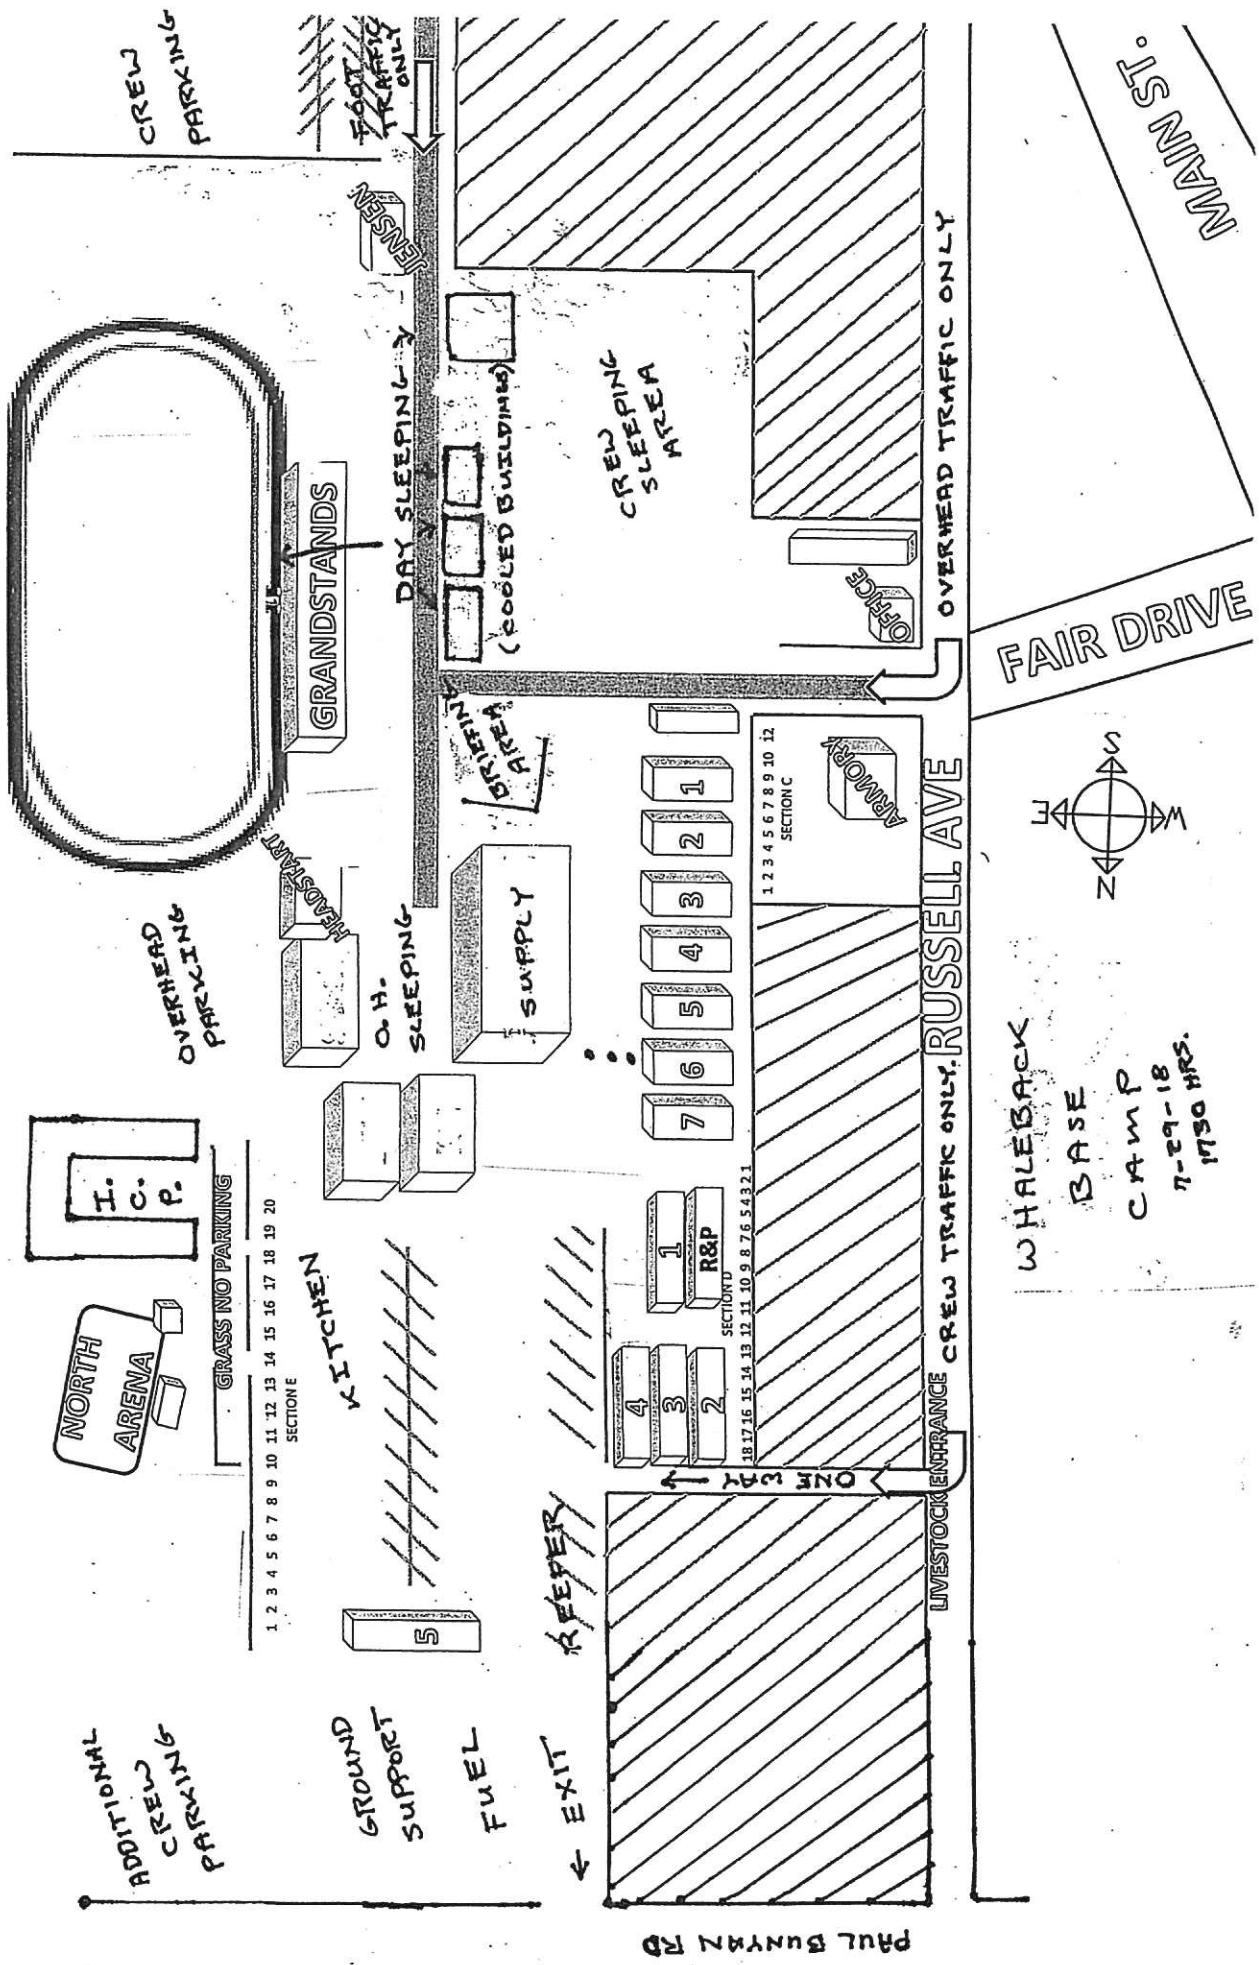 ADDITIONAL
CREW
PARKING
NORTH
ARENA
I.
C.
P.
OVERHEAD
PARKING
CREW
PARKING
GRASS NO PARKING
1 2 3 4 5 6 7 8 9 10 11 12 13 14 15 16 17 18 19 20
SECTION E
HEADSTART
GRANDSTANDS
JENSEN
FOOT
TRAFFIC
ONLY
GROUND
SUPPORT
5
KITCHEN
O.H.
SLEEPING
DAY SLEEPING
FUEL
SUPPLY
BRIEFING
AREA
(COOLED BUILDINGS)
← EXIT
REEFER
CREW
SLEEPING
AREA
4
3
2
1
R&P
7
6
5
4
3
2
1
SECTION D
18 17 16 15 14 13 12 11 10 9 8 7 6 5 4 3 2 1
1 2 3 4 5 6 7 8 9 10 11 12
SECTION C
ONE WAY
ARMORY
OFFICE
PAUL BUNYAN RD
LIVESTOCK ENTRANCE
CREW TRAFFIC ONLY.
RUSSELL AVE
OVERHEAD TRAFFIC ONLY
FAIR DRIVE
MAIN ST.
WHALEBACK
BASE
CAMP
7-29-18
1730 HRS.
N
E
S
W